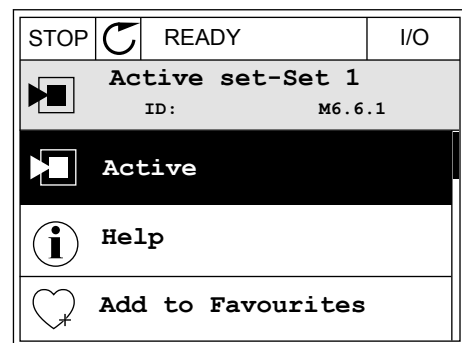 STOP READY I/O
Active set-Set 1
ID: M6.6.1
Active
Help
Add to Favourites